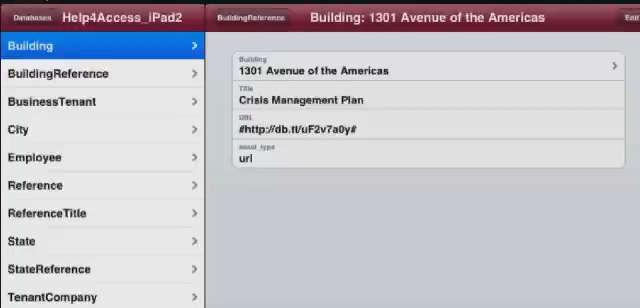 Databases
Help4Access_iPad2
BuildingReference
Building: 1301 Avenue of the Americas
Edit
Building
BuildingReference
BusinessTenant
City
Employee
Reference
ReferenceTitle
State
StateReference
TenantCompany
Building
1301 Avenue of the Americas
Title
Crisis Management Plan
URL
#http://db.tt/uF2v7a0y#
asset_type
url